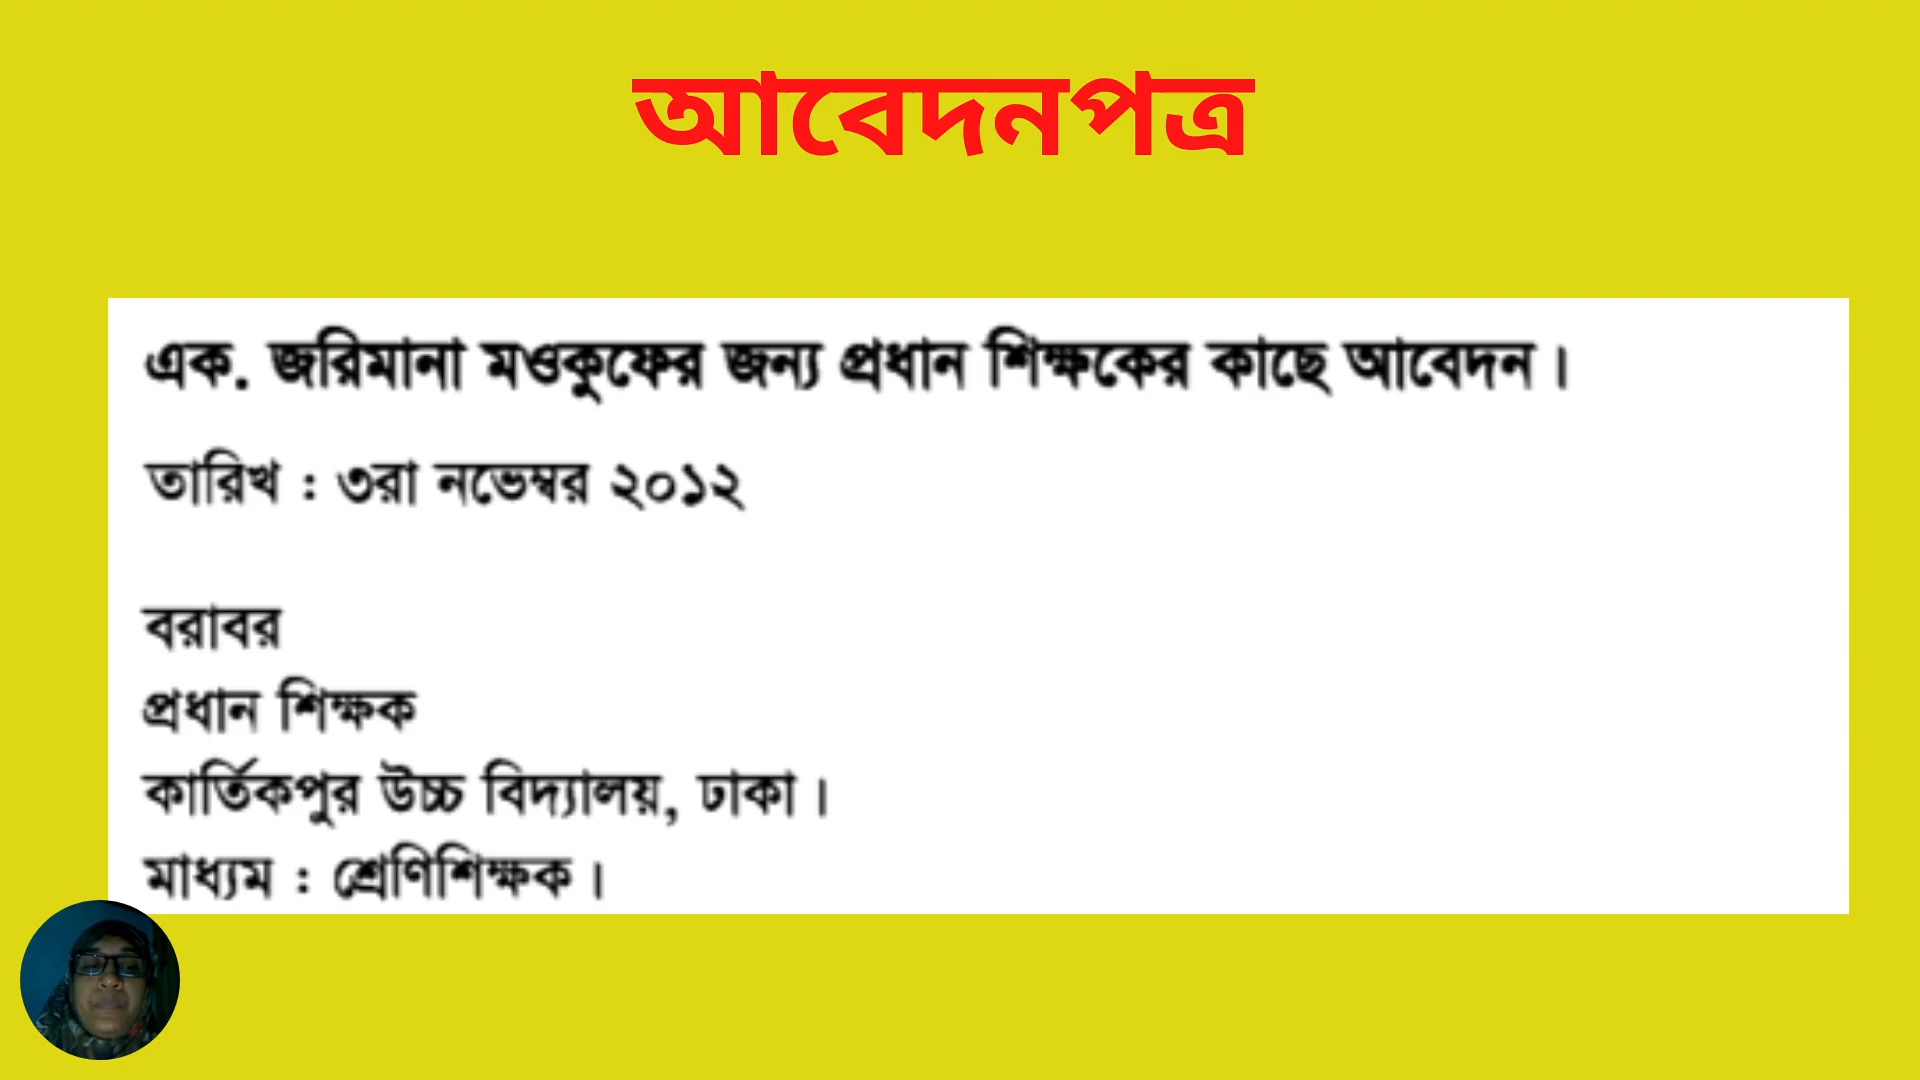 আবেদনপত্র
এক. জরিমানা মওকুফের জন্য প্রধান শিক্ষকের কাছে আবেদন।
তারিখ : ৩রা নভেম্বর ২০১২
বরাবর
প্রধান শিক্ষক
কার্তিকপুর উচ্চ বিদ্যালয়, ঢাকা।
মাধ্যম : শ্রেণিশিক্ষক।